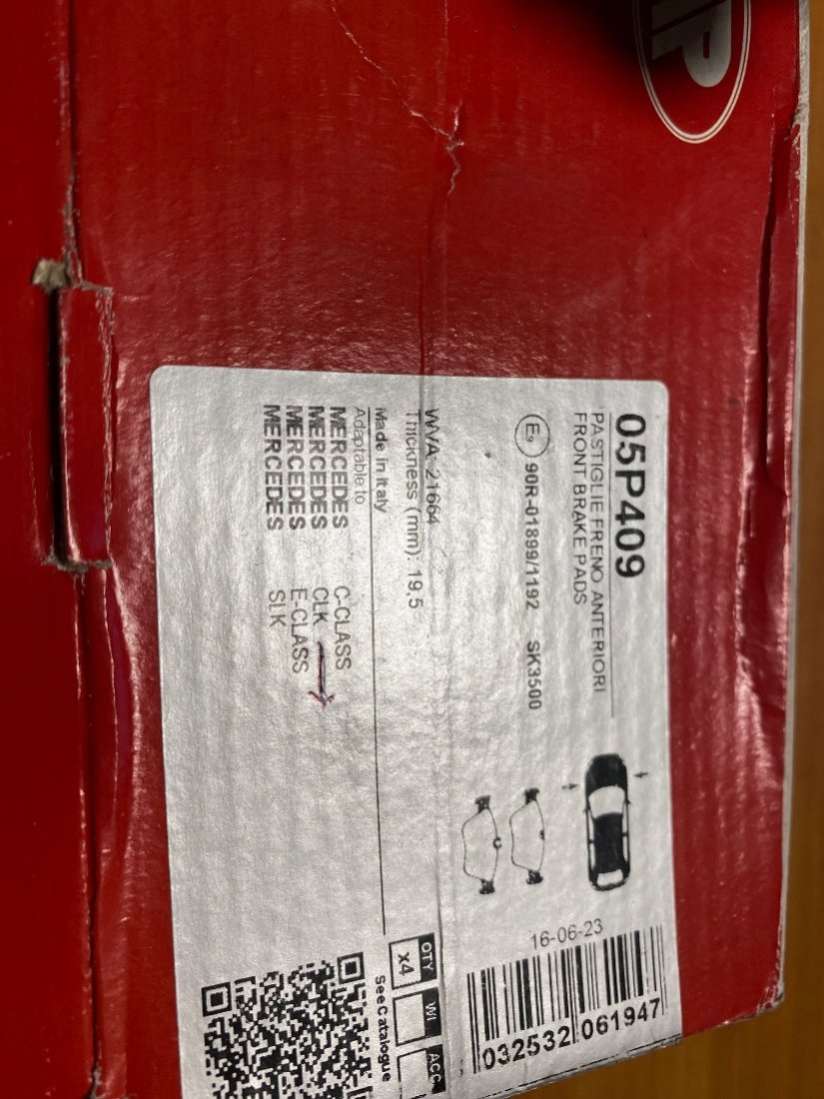 05P409
PASTIGLIE FRENO ANTERIORI
FRONT BRAKE PADS
E9 90R-01899/1192 SK3500
WVA: 21664
Thickness (mm): 19,5
Made in Italy
Adaptable to
MERCEDES C-CLASS
MERCEDES CLK
MERCEDES E-CLASS
MERCEDES SLK
16-06-23
032532 061947
QTY WI ACC
x4
See Catalogue